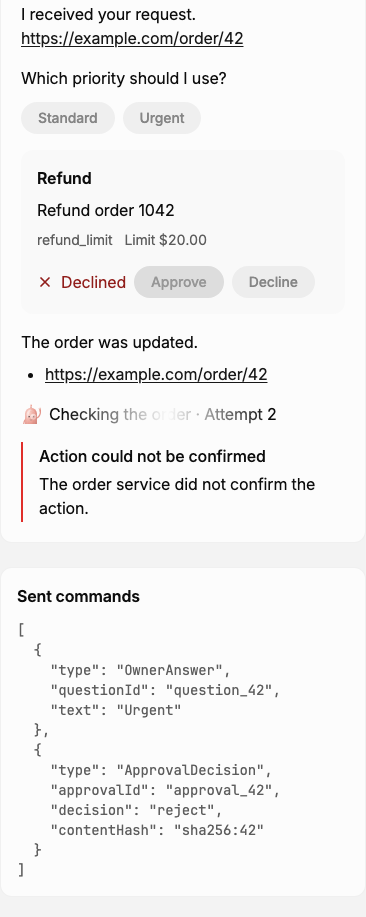 I received your request.
https://example.com/order/42
Which priority should I use?
Standard Urgent
Refund
Refund order 1042
refund_limit Limit $20.00
✕ Declined Approve Decline
The order was updated.
• https://example.com/order/42
Checking the order · Attempt 2
Action could not be confirmed
The order service did not confirm the
action.
Sent commands
[
  {
    "type": "OwnerAnswer",
    "questionId": "question_42",
    "text": "Urgent"
  },
  {
    "type": "ApprovalDecision",
    "approvalId": "approval_42",
    "decision": "reject",
    "contentHash": "sha256:42"
  }
]